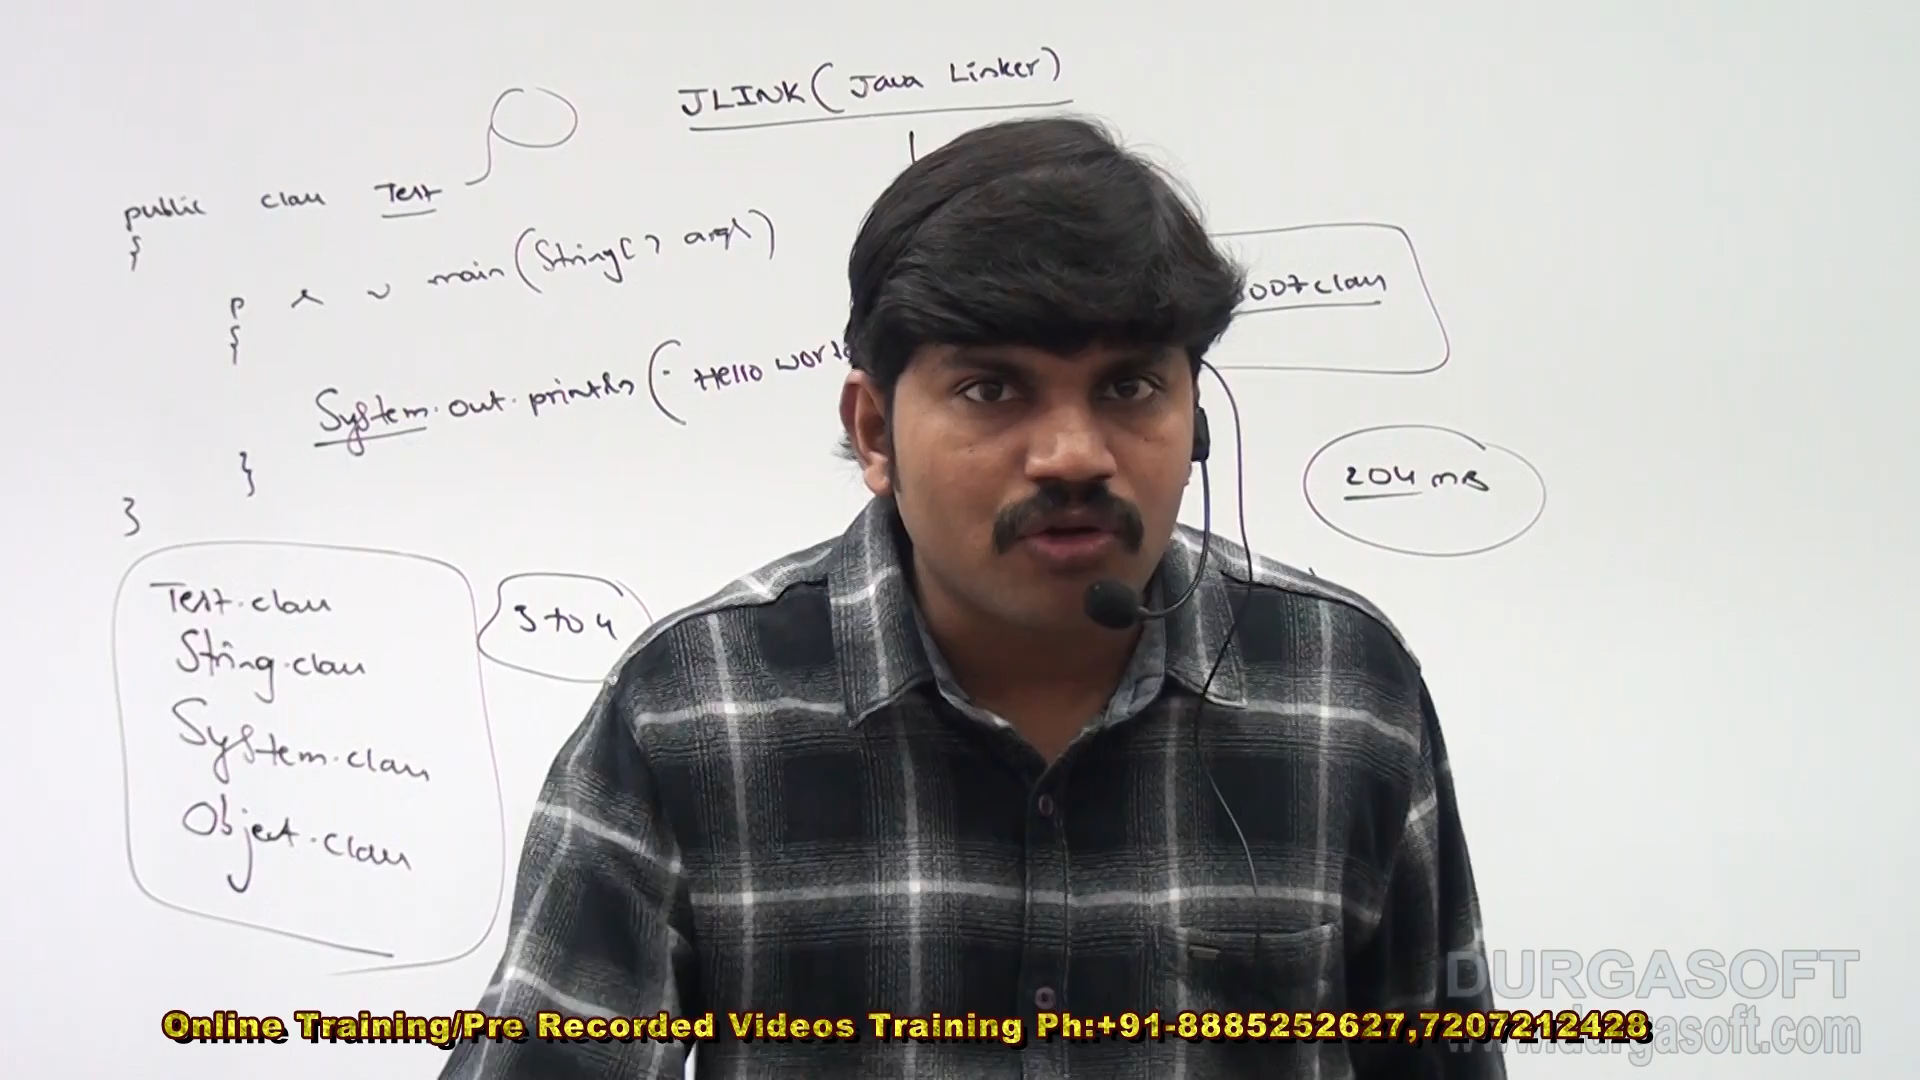 JLINK (Java Linker)
public class Test
{
p s v main (String[] args)
{
System.out.println ("Hello World
}
}
007 class
204 MB
Test.class
String.class
System.class
Object.class
3 to 4
DURGASOFT
www.durgasoft.com
Online Training/Pre Recorded Videos Training Ph:+91-8885252627,7207212428